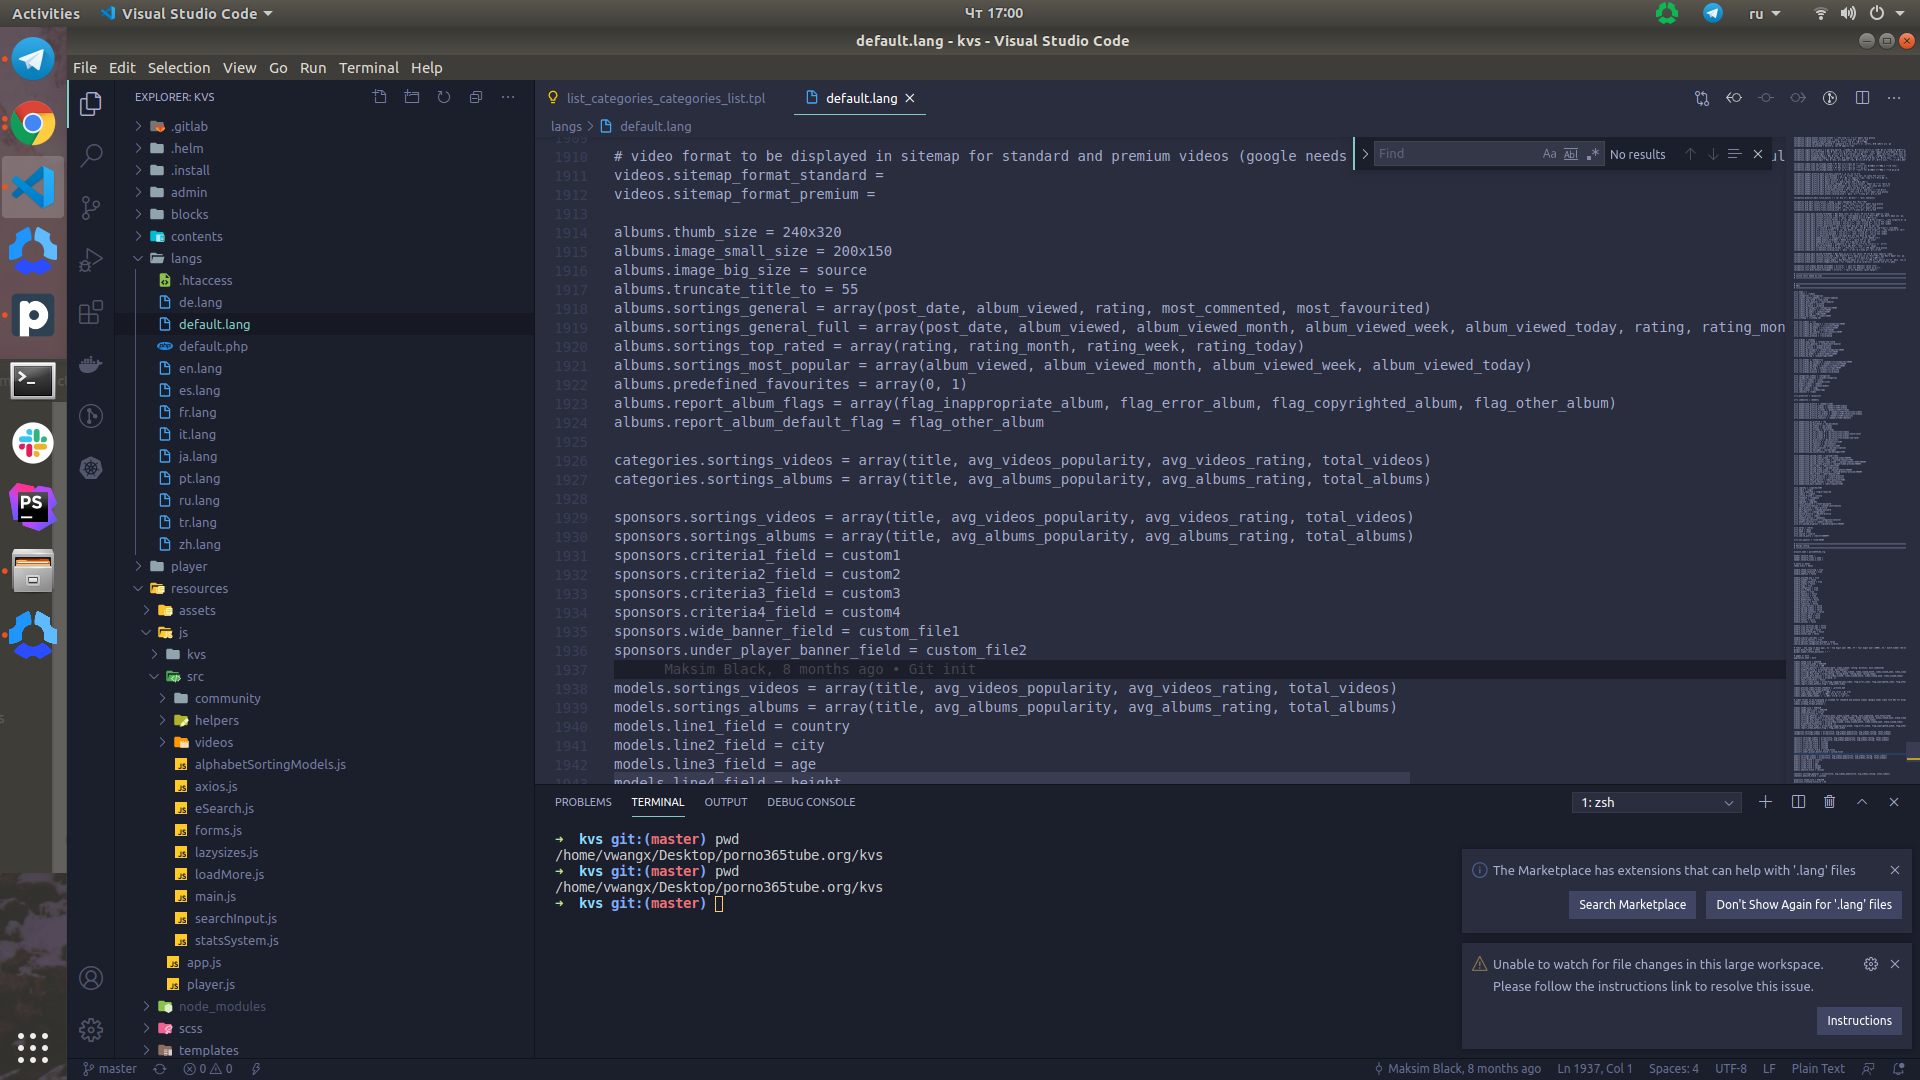 Activities
Visual Studio Code
Чт 17:00
ru
default.lang - kvs - Visual Studio Code
File Edit Selection View Go Run Terminal Help
EXPLORER: KVS
.gitlab
.helm
.install
admin
blocks
contents
langs
.htaccess
de.lang
default.lang
default.php
en.lang
es.lang
fr.lang
it.lang
ja.lang
pt.lang
ru.lang
tr.lang
zh.lang
player
resources
assets
js
kvs
src
community
helpers
videos
alphabetSortingModels.js
axios.js
eSearch.js
forms.js
lazysizes.js
loadMore.js
main.js
searchInput.js
statsSystem.js
app.js
player.js
node_modules
scss
templates
list_categories_categories_list.tpl
default.lang
langs > default.lang
Find
Aa
No results
1910 # video format to be displayed in sitemap for standard and premium videos (google needs
1911 videos.sitemap_format_standard =
1912 videos.sitemap_format_premium =
1913
1914 albums.thumb_size = 240x320
1915 albums.image_small_size = 200x150
1916 albums.image_big_size = source
1917 albums.truncate_title_to = 55
1918 albums.sortings_general = array(post_date, album_viewed, rating, most_commented, most_favourited)
1919 albums.sortings_general_full = array(post_date, album_viewed, album_viewed_month, album_viewed_week, album_viewed_today, rating, rating_mon
1920 albums.sortings_top_rated = array(rating, rating_month, rating_week, rating_today)
1921 albums.sortings_most_popular = array(album_viewed, album_viewed_month, album_viewed_week, album_viewed_today)
1922 albums.predefined_favourites = array(0, 1)
1923 albums.report_album_flags = array(flag_inappropriate_album, flag_error_album, flag_copyrighted_album, flag_other_album)
1924 albums.report_album_default_flag = flag_other_album
1925
1926 categories.sortings_videos = array(title, avg_videos_popularity, avg_videos_rating, total_videos)
1927 categories.sortings_albums = array(title, avg_albums_popularity, avg_albums_rating, total_albums)
1928
1929 sponsors.sortings_videos = array(title, avg_videos_popularity, avg_videos_rating, total_videos)
1930 sponsors.sortings_albums = array(title, avg_albums_popularity, avg_albums_rating, total_albums)
1931 sponsors.criteria1_field = custom1
1932 sponsors.criteria2_field = custom2
1933 sponsors.criteria3_field = custom3
1934 sponsors.criteria4_field = custom4
1935 sponsors.wide_banner_field = custom_file1
1936 sponsors.under_player_banner_field = custom_file2
1937 Maksim Black, 8 months ago • Git init
1938 models.sortings_videos = array(title, avg_videos_popularity, avg_videos_rating, total_videos)
1939 models.sortings_albums = array(title, avg_albums_popularity, avg_albums_rating, total_albums)
1940 models.line1_field = country
1941 models.line2_field = city
1942 models.line3_field = age
1943 models.line4_field = height
PROBLEMS TERMINAL OUTPUT DEBUG CONSOLE
1: zsh
➜ kvs git:(master) pwd
/home/vwangx/Desktop/porno365tube.org/kvs
➜ kvs git:(master) pwd
/home/vwangx/Desktop/porno365tube.org/kvs
➜ kvs git:(master)
The Marketplace has extensions that can help with '.lang' files
Search Marketplace
Don't Show Again for '.lang' files
Unable to watch for file changes in this large workspace.
Please follow the instructions link to resolve this issue.
Instructions
master
0 0
Maksim Black, 8 months ago
Ln 1937, Col 1
Spaces: 4
UTF-8
LF
Plain Text